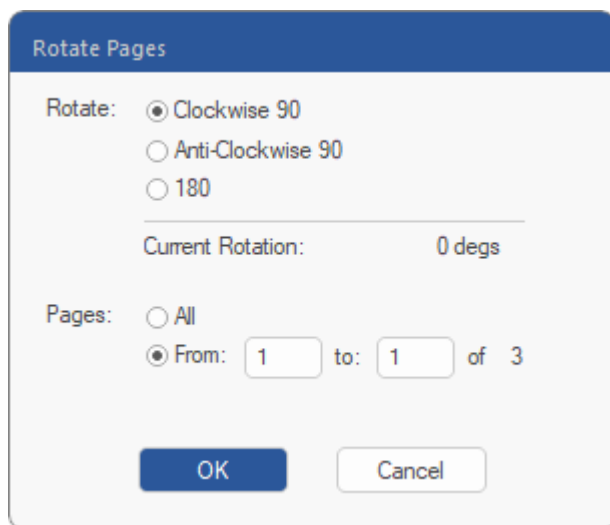 Rotate Pages
Rotate: Clockwise 90
Anti-Clockwise 90
180
Current Rotation: 0 degs
Pages: All
From: 1 to: 1 of 3
OK Cancel